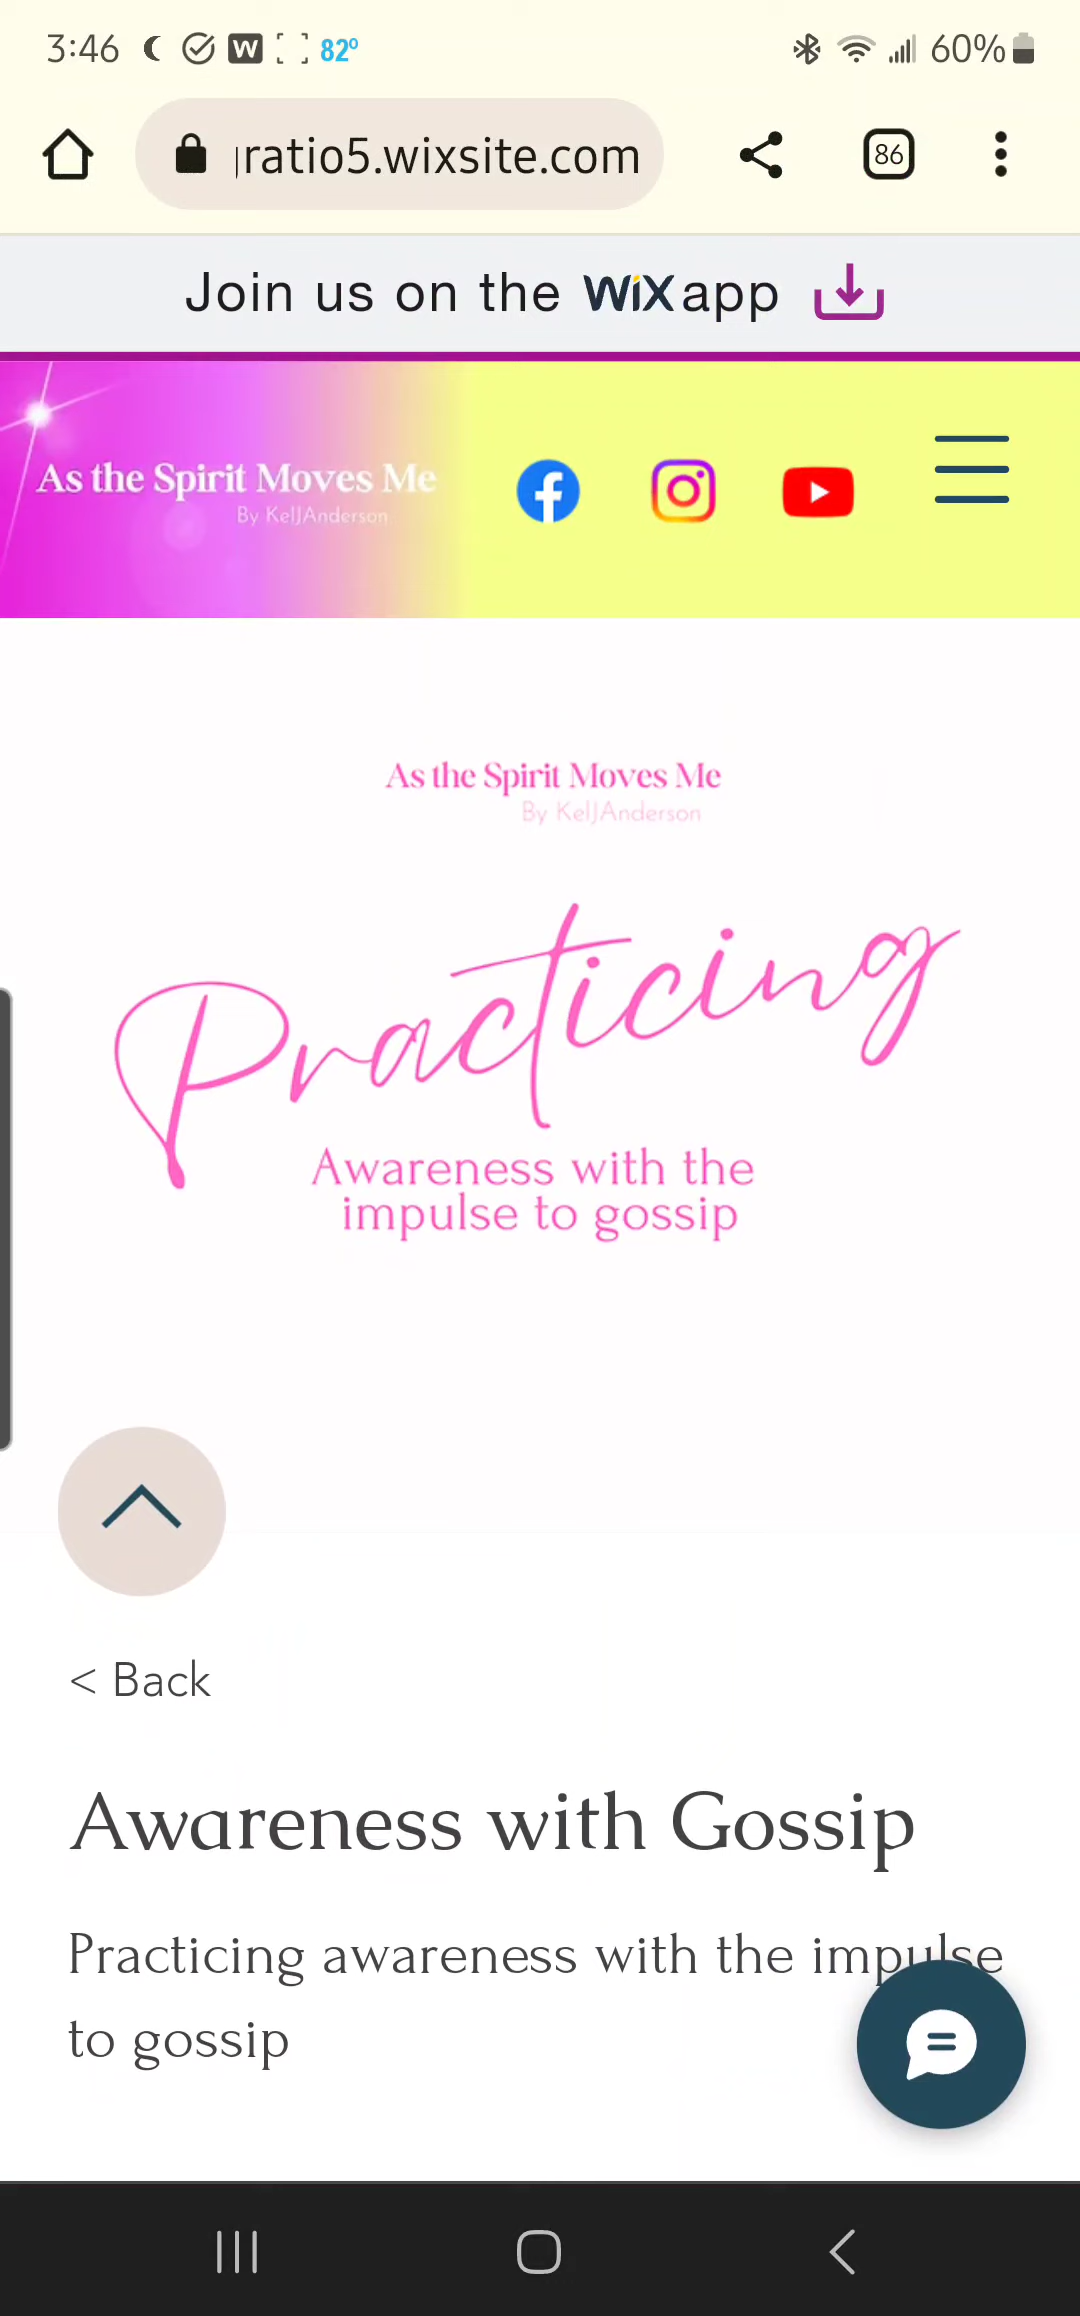 3:46 W 82°
60%
ratio5.wixsite.com
86
Join us on the WiX app
As the Spirit Moves Me
By KelJAnderson
As the Spirit Moves Me
By KelJAnderson
Practicing
Awareness with the
impulse to gossip
< Back
Awareness with Gossip
Practicing awareness with the impulse
to gossip